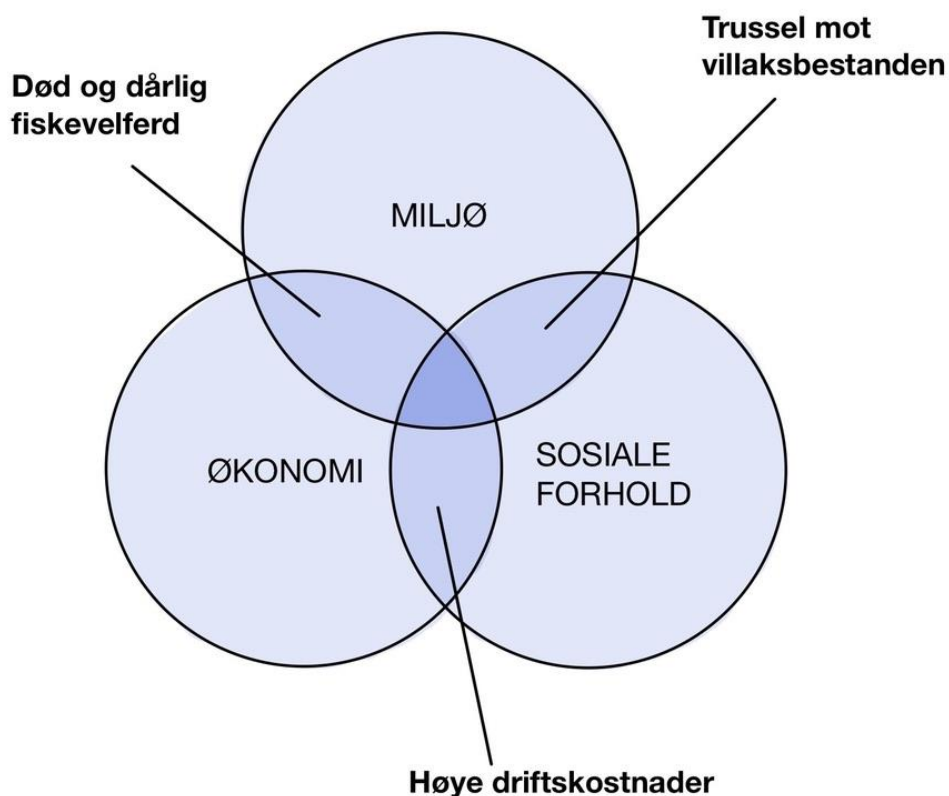 Trussel mot
villaksbestanden
Død og dårlig
fiskevelferd
MILJØ
ØKONOMI
SOSIALE
FORHOLD
Høye driftskostnader